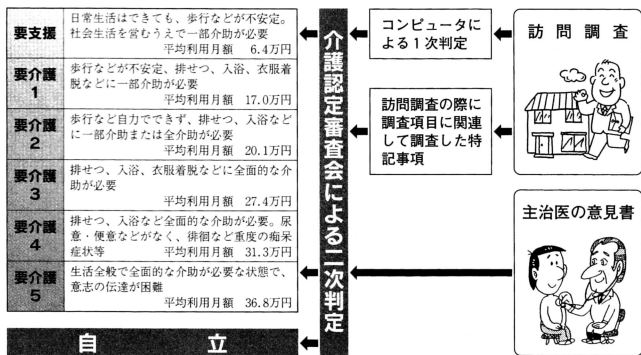 要支援
日常生活はできても、歩行などが不安定。
社会生活を営むうえで一部介助が必要
平均利用月額 6.4万円
要介護
1
歩行などが不安定、排せつ、入浴、衣服着
脱などに一部介助が必要
平均利用月額 17.0万円
要介護
2
歩行など自力でできず、排せつ、入浴など
に一部介助または全介助が必要
平均利用月額 20.1万円
要介護
3
排せつ、入浴、衣服着脱などに全面的な介
助が必要
平均利用月額 27.4万円
要介護
4
排せつ、入浴など全面的な介助が必要。尿
意・便意などがなく、徘徊など重度の痴呆
症状等 平均利用月額 31.3万円
要介護
5
生活全般で全面的な介助が必要な状態で、
意志の伝達が困難
平均利用月額 36.8万円
自立
介護認定審査会による二次判定
コンピュータ
による1次判定
訪問調査の際に
調査項目に関連
して調査した特
記事項
訪問調査
主治医の意見書